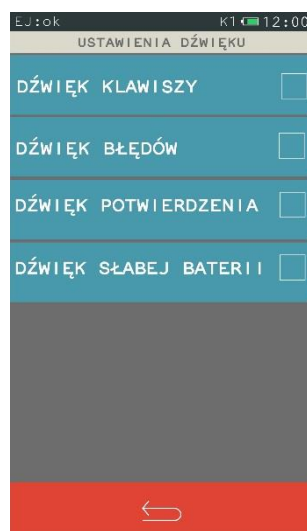 EJ:ok K1 12:00
USTAWIENIA DŹWIĘKU
DŹWIĘK KLAWISZY
DŹWIĘK BŁĘDÓW
DŹWIĘK POTWIERDZENIA
DŹWIĘK SŁABEJ BATERII